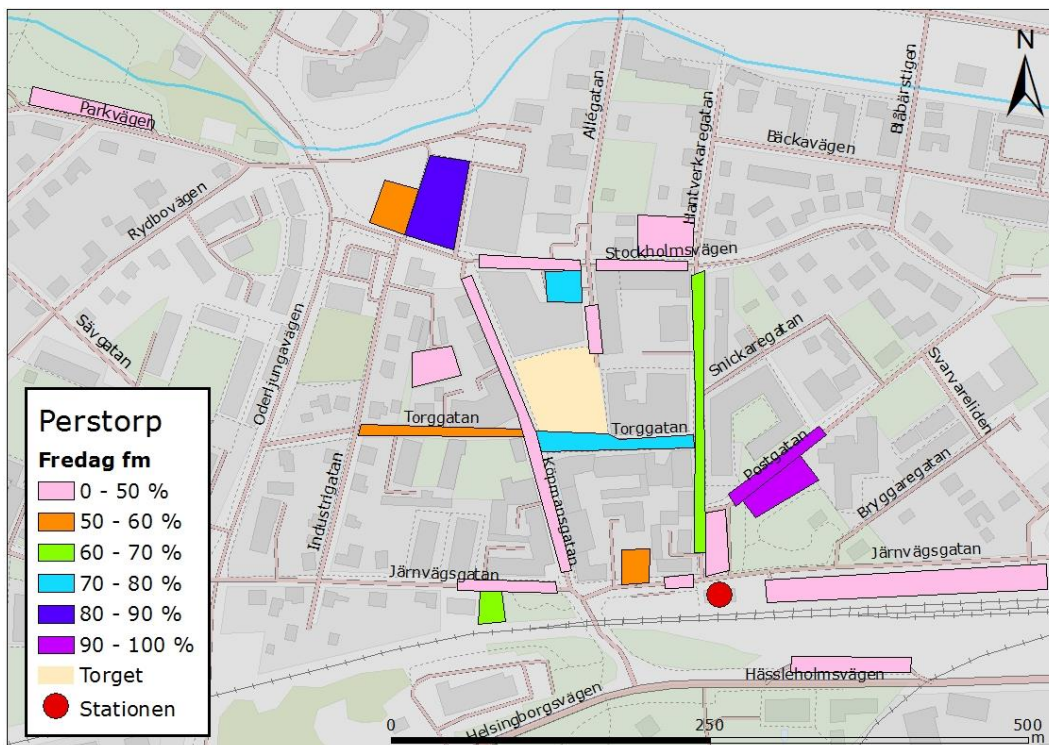 N
Parkvägen
Allégatan
Hantverkaregatan
Blåbärstigen
Bäckavägen
Rydbovägen
Stockholmsvägen
Sävgatan
Oderljungavägen
Snickaregatan
Svarvareliden
Torggatan
Torggatan
Postgatan
Bryggaregatan
Industrigatan
Köpmansgatan
Järnvägsgatan
Järnvägsgatan
Hässleholmsvägen
Helsingborgsvägen
Perstorp
Fredag fm
0 - 50 %
50 - 60 %
60 - 70 %
70 - 80 %
80 - 90 %
90 - 100 %
Torget
Stationen
0 250 500
m